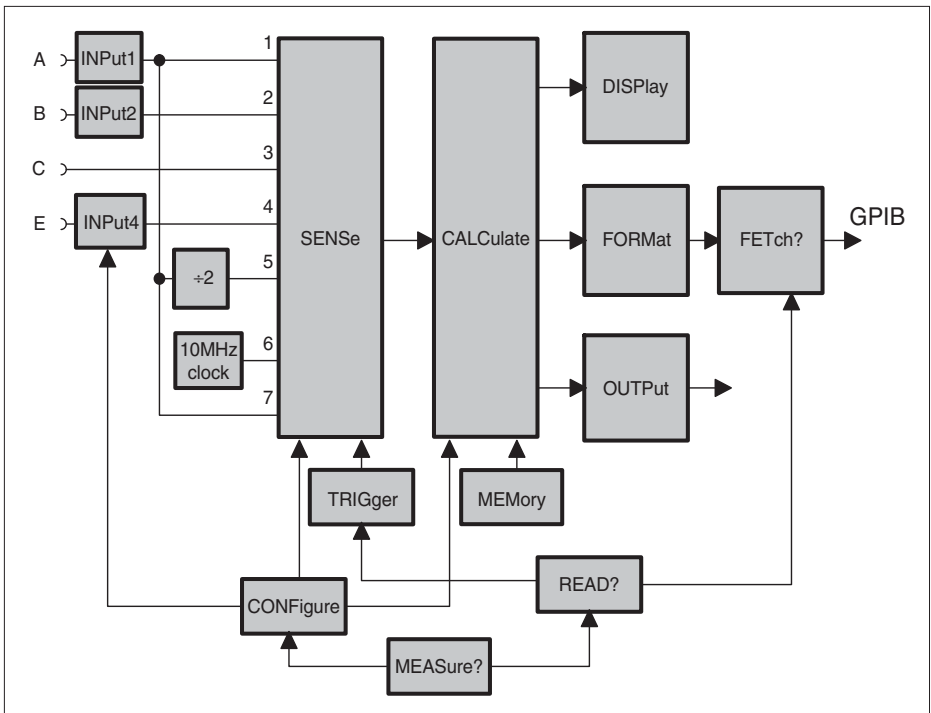 A
INPut1
1
DISPlay
B
INPut2
2
C
3
E
INPut4
4
SENSe
CALCulate
FORMat
FETch?
GPIB
÷2
5
10MHz
clock
6
7
OUTPut
TRIGger
MEMory
CONFigure
READ?
MEASure?